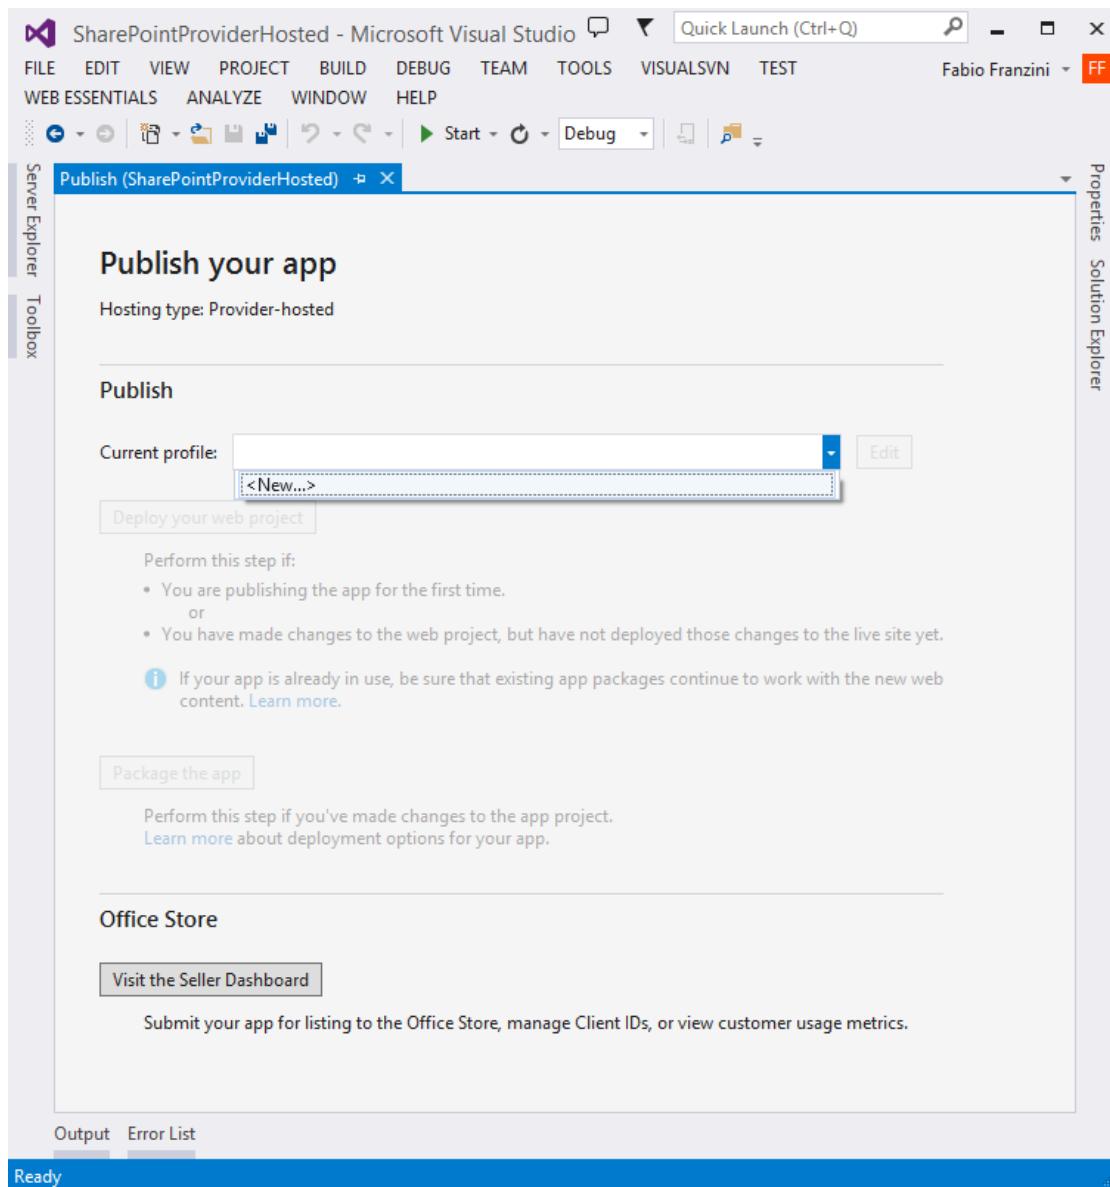 SharePointProviderHosted - Microsoft Visual Studio
Quick Launch (Ctrl+Q)
FILE EDIT VIEW PROJECT BUILD DEBUG TEAM TOOLS VISUALSVN TEST
Fabio Franzini FF
WEB ESSENTIALS ANALYZE WINDOW HELP
Start Debug
Server Explorer
Toolbox
Publish (SharePointProviderHosted)
Properties
Solution Explorer
Publish your app
Hosting type: Provider-hosted
Publish
Current profile:
Edit
<New...>
Deploy your web project
Perform this step if:
• You are publishing the app for the first time.
or
• You have made changes to the web project, but have not deployed those changes to the live site yet.
If your app is already in use, be sure that existing app packages continue to work with the new web
content. Learn more.
Package the app
Perform this step if you've made changes to the app project.
Learn more about deployment options for your app.
Office Store
Visit the Seller Dashboard
Submit your app for listing to the Office Store, manage Client IDs, or view customer usage metrics.
Output Error List
Ready